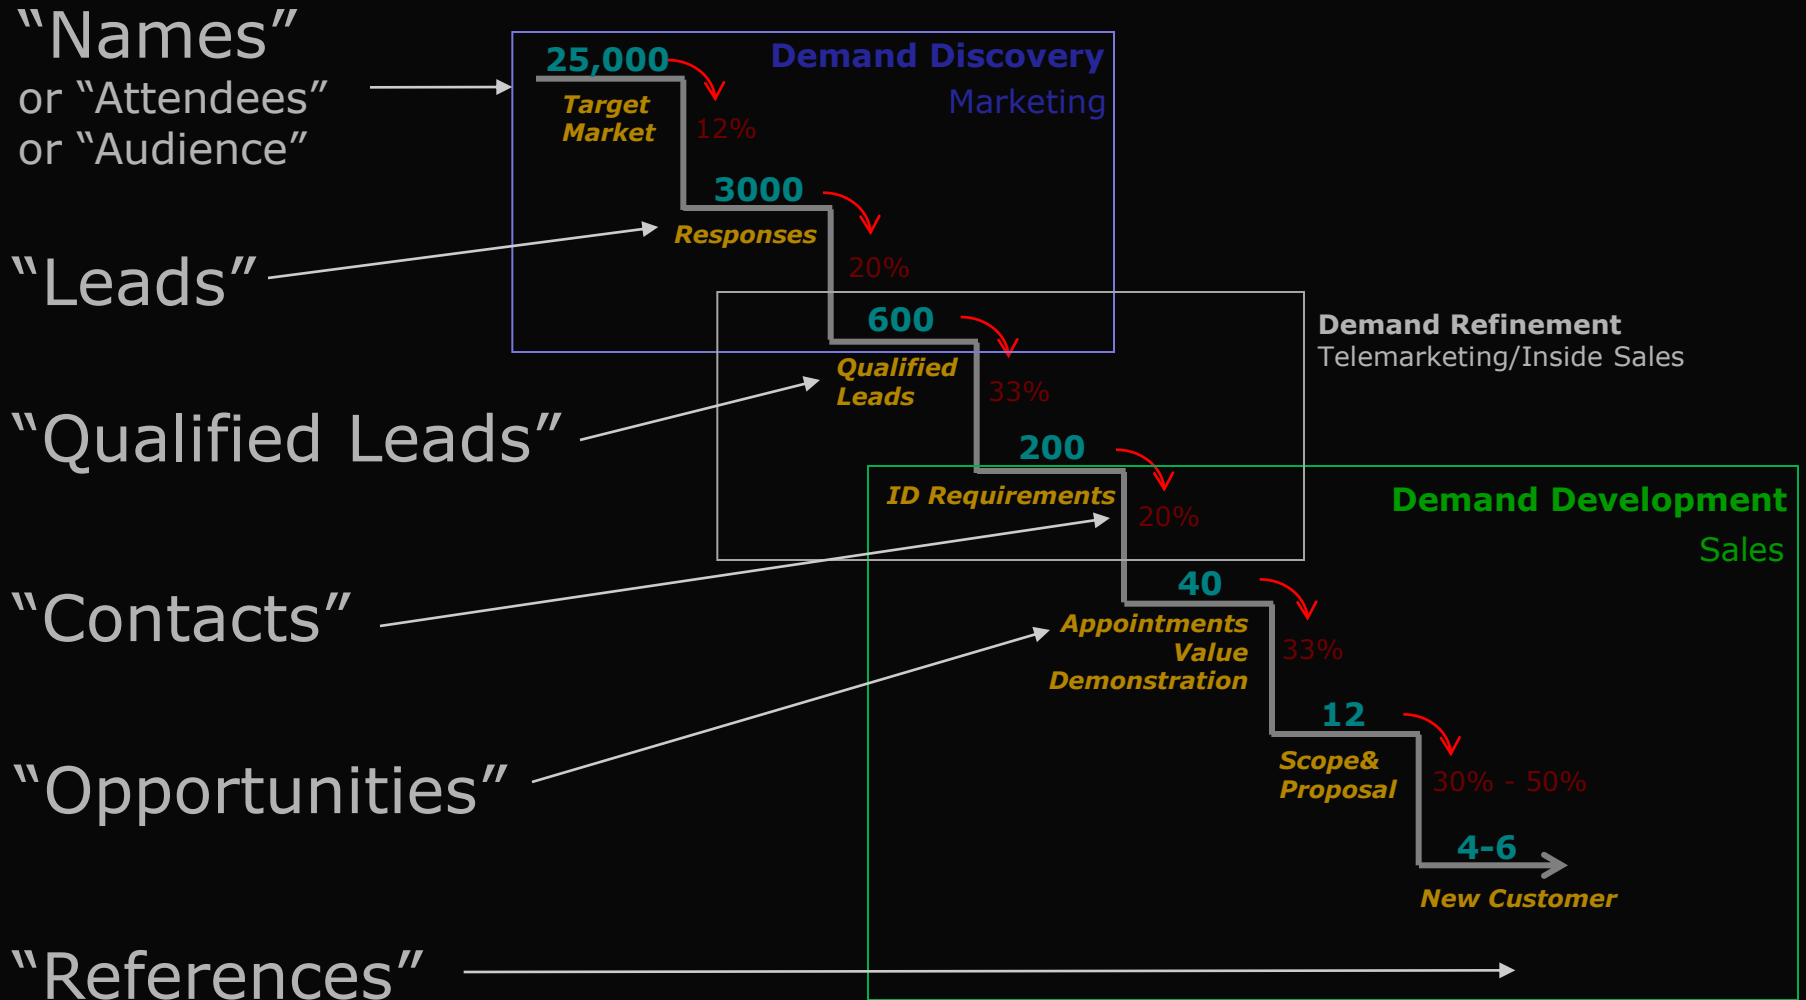 “Names”
or “Attendees”
or “Audience”
“Leads”
“Qualified Leads”
“Contacts”
“Opportunities”
“References”
Demand Discovery
Marketing
25,000
Target
Market
12%
3000
Responses
20%
600
Qualified
Leads
33%
Demand Refinement
Telemarketing/Inside Sales
200
ID Requirements
20%
Demand Development
Sales
40
Appointments
Value
Demonstration
33%
12
Scope&
Proposal
30% - 50%
4-6
New Customer